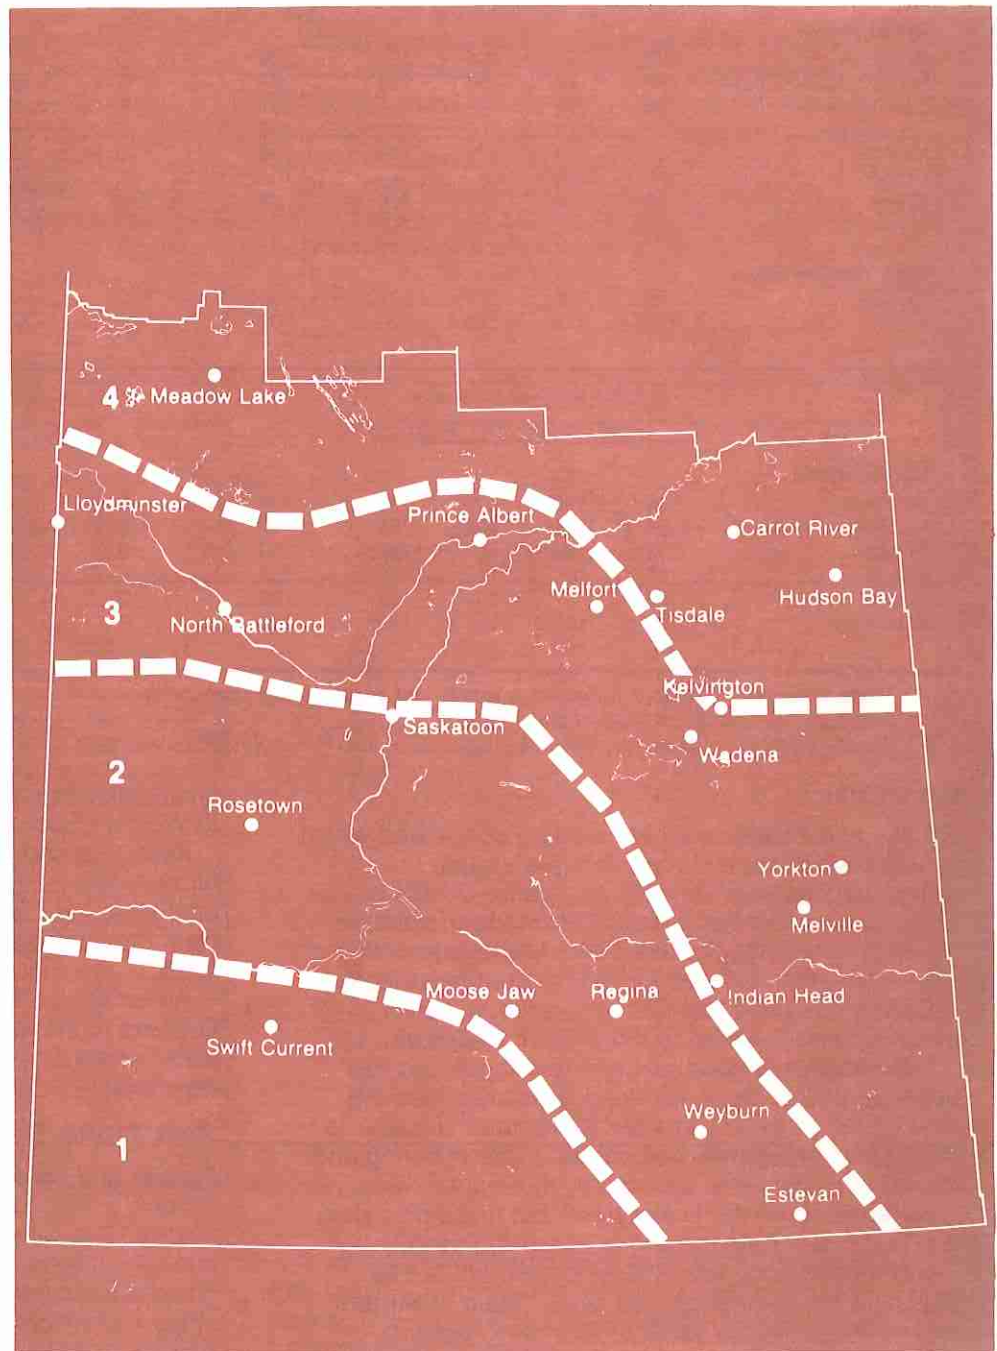 4
Meadow Lake
Lloydminster
Prince Albert
Carrot River
Melfort
Tisdale
Hudson Bay
3
North Battleford
Kelvington
Saskatoon
Wadena
2
Rosetown
Yorkton
Melville
Moose Jaw
Regina
Indian Head
Swift Current
Weyburn
1
Estevan